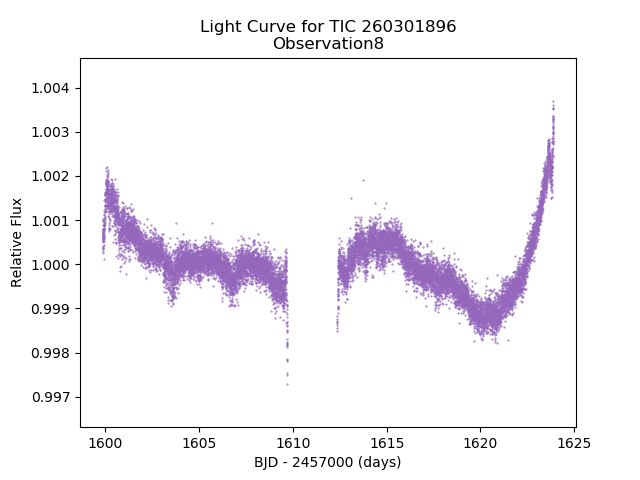 Light Curve for TIC 260301896
Observation8
1.004
1.003
1.002
1.001
1.000
0.999
0.998
0.997
Relative Flux
1600 1605 1610 1615 1620 1625
BJD - 2457000 (days)